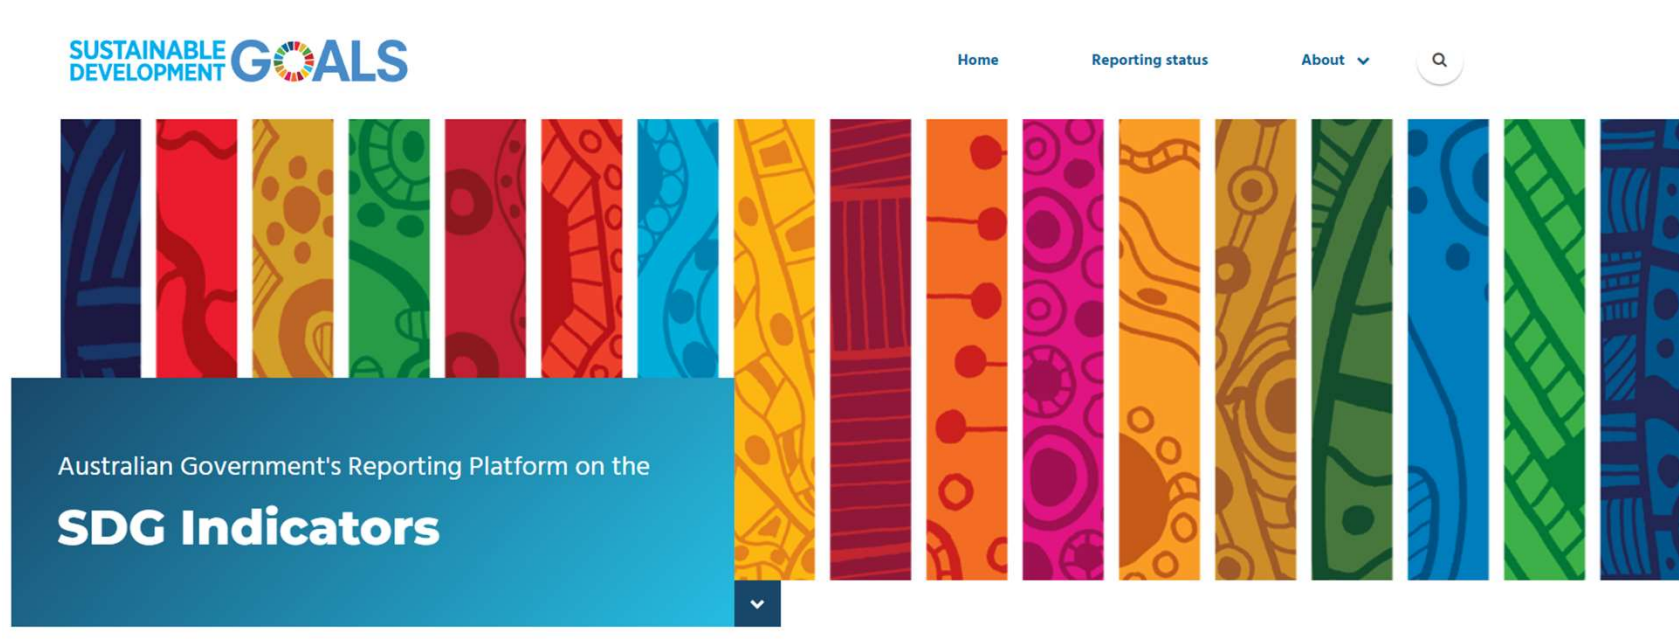 SUSTAINABLE
DEVELOPMENT GOALS
Home Reporting status About
Australian Government's Reporting Platform on the
SDG Indicators